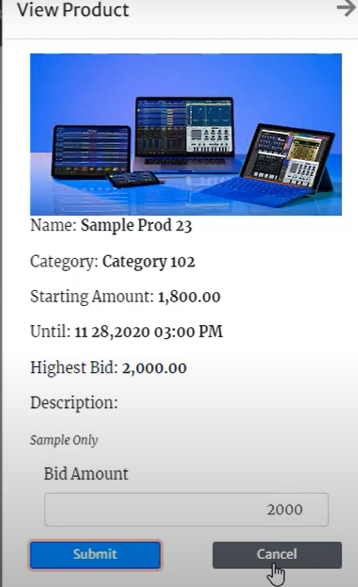 View Product
Name: Sample Prod 23
Category: Category 102
Starting Amount: 1,800.00
Until: 11 28,2020 03:00 PM
Highest Bid: 2,000.00
Description:
Sample Only
Bid Amount
2000
Submit
Cancel